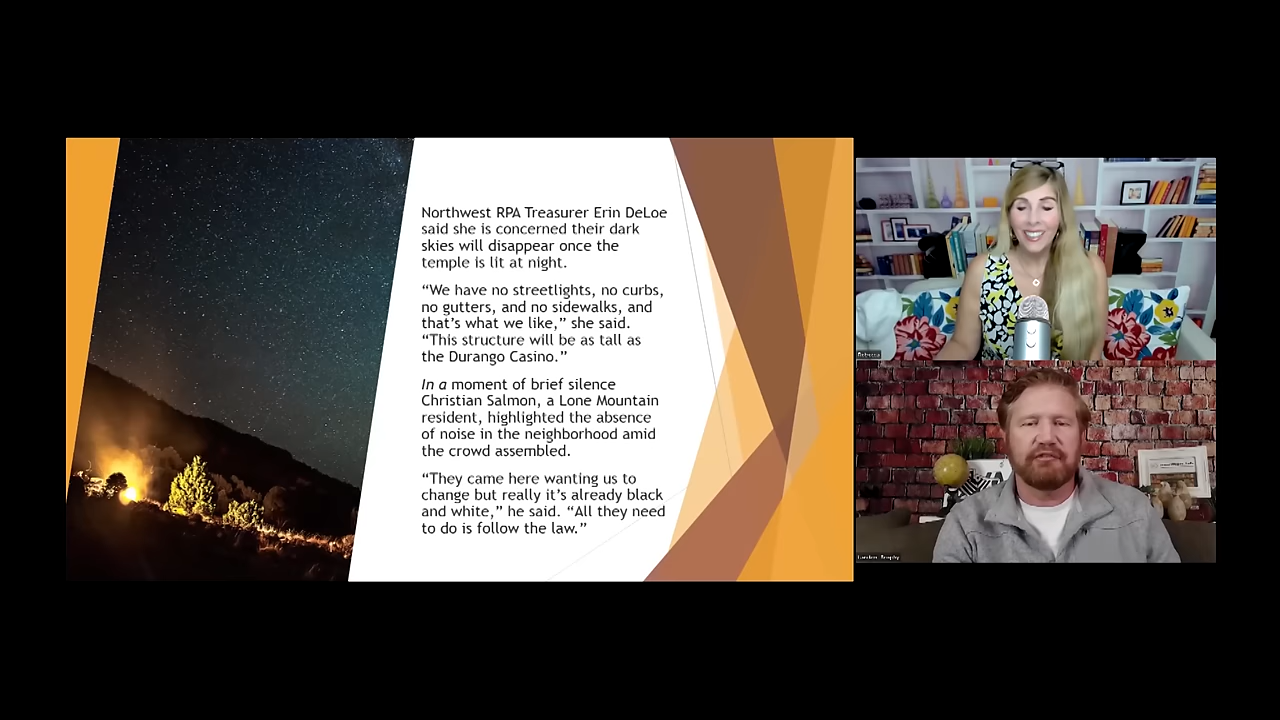 Northwest RPA Treasurer Erin DeLoe
said she is concerned their dark
skies will disappear once the
temple is lit at night.
“We have no streetlights, no curbs,
no gutters, and no sidewalks, and
that’s what we like,” she said.
“This structure will be as tall as
the Durango Casino.”
In a moment of brief silence
Christian Salmon, a Lone Mountain
resident, highlighted the absence
of noise in the neighborhood amid
the crowd assembled.
“They came here wanting us to
change but really it’s already black
and white,” he said. “All they need
to do is follow the law.”
Rebecca